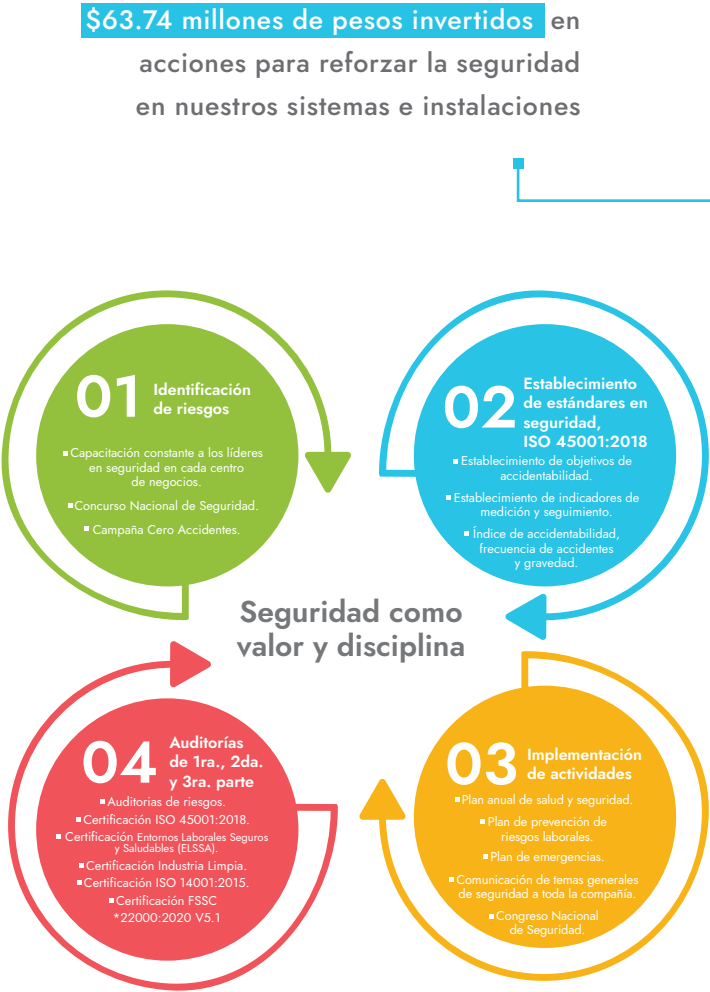 $63.74 millones de pesos invertidos en
acciones para reforzar la seguridad
en nuestros sistemas e instalaciones
01
Identificación
de riesgos
Capacitación constante a los líderes
en seguridad en cada centro
de negocios.
Concurso Nacional de Seguridad.
Campaña Cero Accidentes.
02
Establecimiento
de estándares en
seguridad,
ISO 45001:2018
Establecimiento de objetivos de
accidentabilidad.
Establecimiento de indicadores de
medición y seguimiento.
Índice de accidentabilidad,
frecuencia de accidentes
y gravedad.
Seguridad como
valor y disciplina
04
Auditorías
de 1ra., 2da.
y 3ra. parte
Auditorias de riesgos.
Certificación ISO 45001:2018.
Certificación Entornos Laborales Seguros
y Saludables (ELSSA).
Certificación Industria Limpia.
Certificación ISO 14001:2015.
Certificación FSSC
*22000:2020 V5.1
03
Implementación
de actividades
Plan anual de salud y seguridad.
Plan de prevención de
riesgos laborales.
Plan de emergencias.
Comunicación de temas generales
de seguridad a toda la compañía.
Congreso Nacional
de Seguridad.